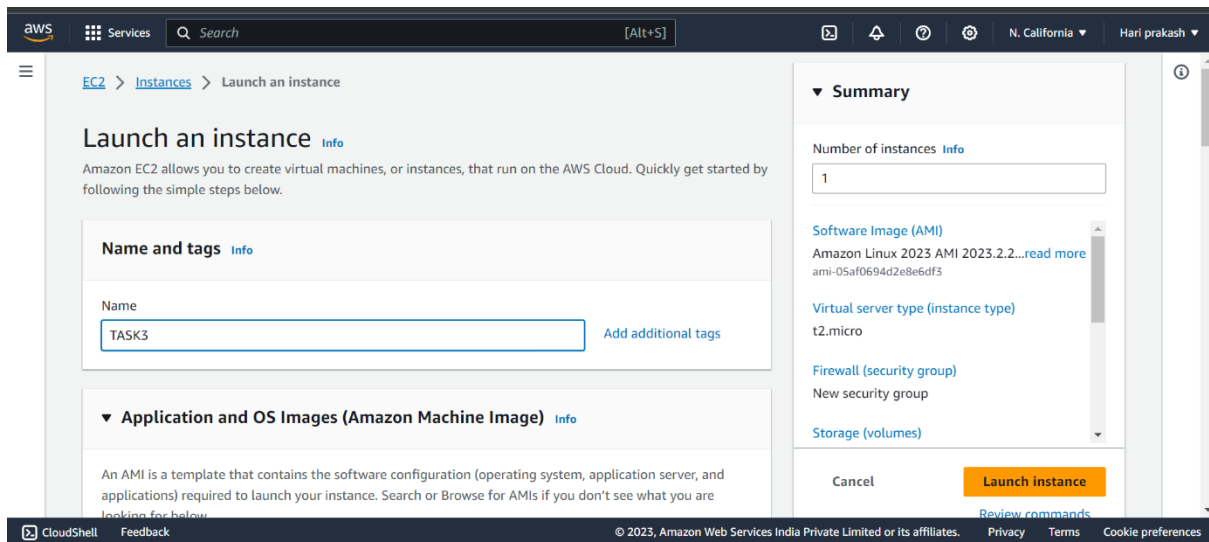 aws
Services
Search
[Alt+S]
N. California ▼
Hari prakash ▼
EC2 > Instances > Launch an instance
Launch an instance Info
Amazon EC2 allows you to create virtual machines, or instances, that run on the AWS Cloud. Quickly get started by
following the simple steps below.
Name and tags Info
Name
TASK3
Add additional tags
▼ Application and OS Images (Amazon Machine Image) Info
An AMI is a template that contains the software configuration (operating system, application server, and
applications) required to launch your instance. Search or Browse for AMIs if you don't see what you are
looking for below
▼ Summary
Number of instances Info
1
Software Image (AMI)
Amazon Linux 2023 AMI 2023.2.2...read more
ami-05af0694d2e8e6df3
Virtual server type (instance type)
t2.micro
Firewall (security group)
New security group
Storage (volumes)
Cancel
Launch instance
Review commands
CloudShell
Feedback
© 2023, Amazon Web Services India Private Limited or its affiliates.
Privacy
Terms
Cookie preferences